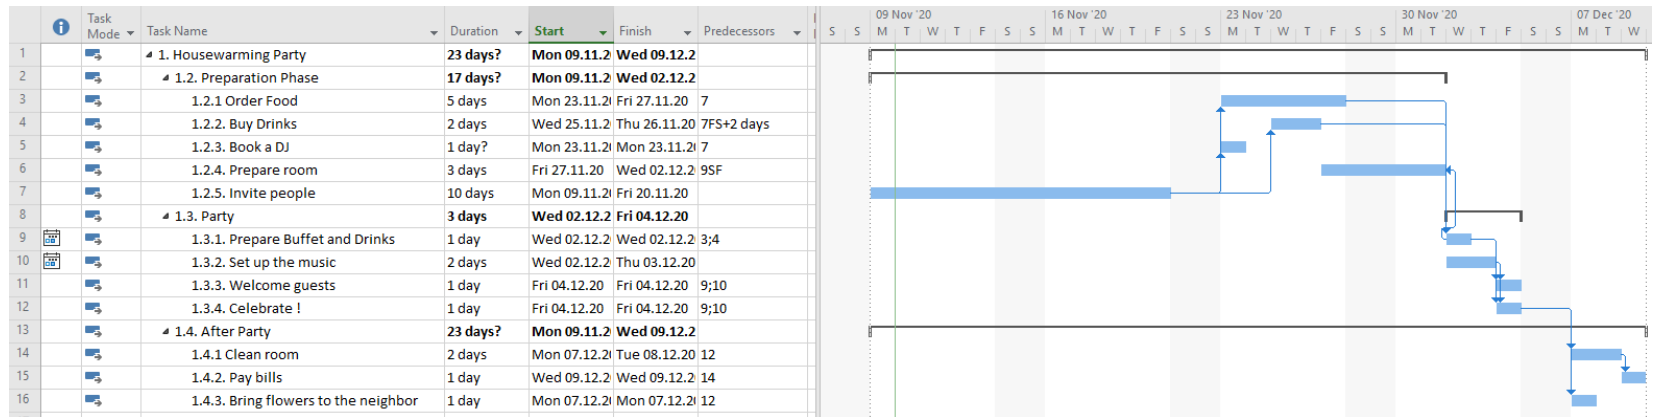 Task Mode Task Name Duration Start Finish Predecessors
09 Nov '20 16 Nov '20 23 Nov '20 30 Nov '20 07 Dec '20
S S M T W T F S S M T W T F S S M T W T F S S M T W T F S S M T W
1 1. Housewarming Party 23 days? Mon 09.11.2 Wed 09.12.2
2 1.2. Preparation Phase 17 days? Mon 09.11.2 Wed 02.12.2
3 1.2.1 Order Food 5 days Mon 23.11.2 Fri 27.11.20 7
4 1.2.2. Buy Drinks 2 days Wed 25.11.2 Thu 26.11.20 7FS+2 days
5 1.2.3. Book a DJ 1 day? Mon 23.11.2 Mon 23.11.2 7
6 1.2.4. Prepare room 3 days Fri 27.11.20 Wed 02.12.2 9SF
7 1.2.5. Invite people 10 days Mon 09.11.2 Fri 20.11.20
8 1.3. Party 3 days Wed 02.12.2 Fri 04.12.20
9 1.3.1. Prepare Buffet and Drinks 1 day Wed 02.12.2 Wed 02.12.2 3;4
10 1.3.2. Set up the music 2 days Wed 02.12.2 Thu 03.12.20
11 1.3.3. Welcome guests 1 day Fri 04.12.20 Fri 04.12.20 9;10
12 1.3.4. Celebrate ! 1 day Fri 04.12.20 Fri 04.12.20 9;10
13 1.4. After Party 23 days? Mon 09.11.2 Wed 09.12.2
14 1.4.1 Clean room 2 days Mon 07.12.2 Tue 08.12.20 12
15 1.4.2. Pay bills 1 day Wed 09.12.2 Wed 09.12.2 14
16 1.4.3. Bring flowers to the neighbor 1 day Mon 07.12.2 Mon 07.12.2 12